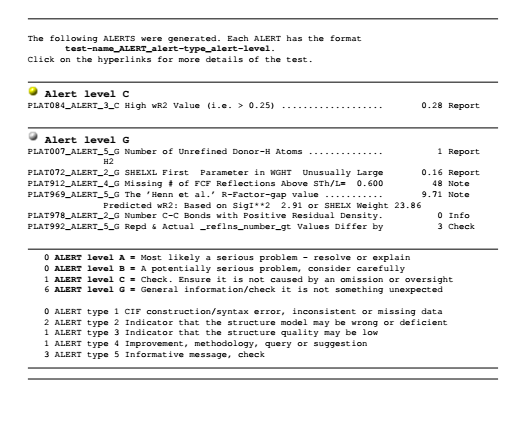 The following ALERTS were generated. Each ALERT has the format
test-name_ALERT_alert-type_alert-level.
Click on the hyperlinks for more details of the test.
Alert level C
PLAT084_ALERT_3_C High wR2 Value (i.e. > 0.25) ................... 0.28 Report
Alert level G
PLAT007_ALERT_5_G Number of Unrefined Donor-H Atoms .............. 1 Report
H2
PLAT072_ALERT_2_G SHELXL First Parameter in WGHT Unusually Large 0.16 Report
PLAT912_ALERT_4_G Missing # of FCF Reflections Above STh/L= 0.600 48 Note
PLAT969_ALERT_5_G The 'Henn et al.' R-Factor-gap value ........... 9.71 Note
Predicted wR2: Based on SigI**2 2.91 or SHELX Weight 23.86
PLAT978_ALERT_2_G Number C-C Bonds with Positive Residual Density. 0 Info
PLAT992_ALERT_5_G Repd & Actual _reflns_number_gt Values Differ by 3 Check
0 ALERT level A = Most likely a serious problem - resolve or explain
0 ALERT level B = A potentially serious problem, consider carefully
1 ALERT level C = Check. Ensure it is not caused by an omission or oversight
6 ALERT level G = General information/check it is not something unexpected
0 ALERT type 1 CIF construction/syntax error, inconsistent or missing data
2 ALERT type 2 Indicator that the structure model may be wrong or deficient
1 ALERT type 3 Indicator that the structure quality may be low
1 ALERT type 4 Improvement, methodology, query or suggestion
3 ALERT type 5 Informative message, check